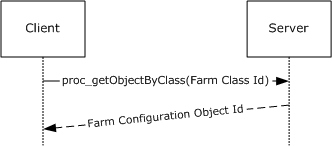 Client
Server
proc_getObjectByClass(Farm Class Id)
Farm Configuration Object Id